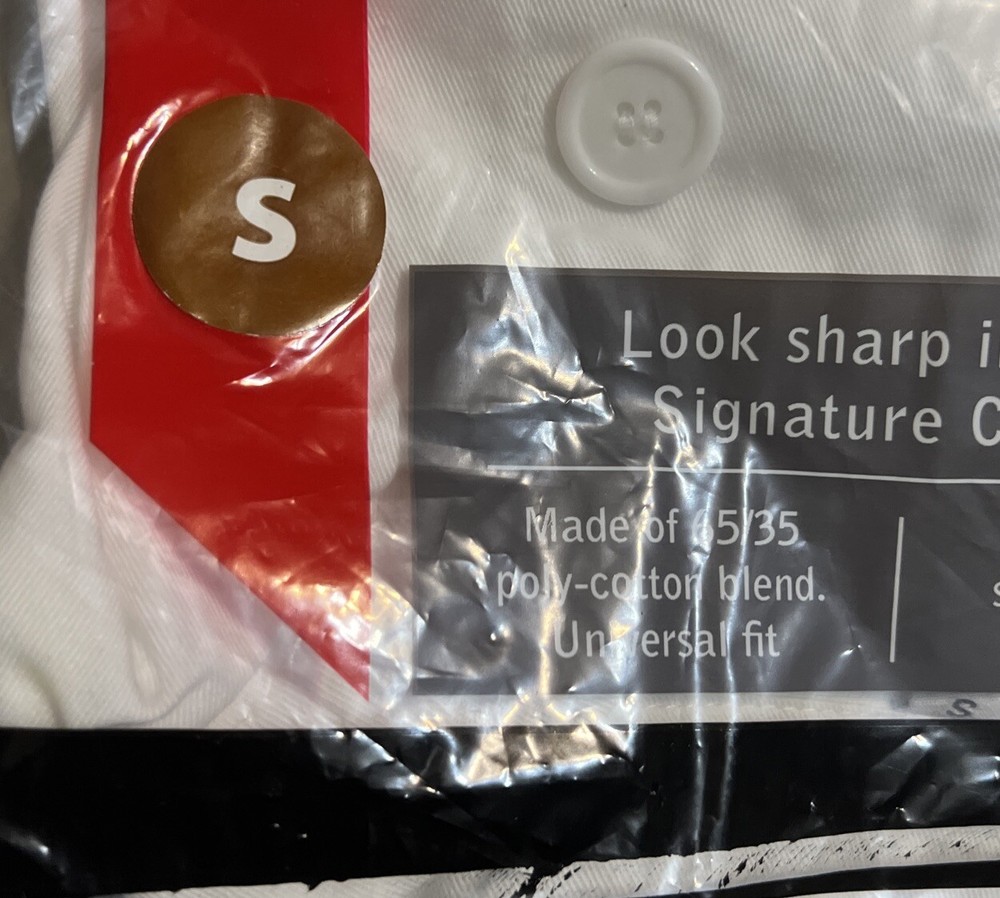 S
Look sharp i
Signature C
Made of 65/35
poly-cotton blend.
Universal fit
s
S